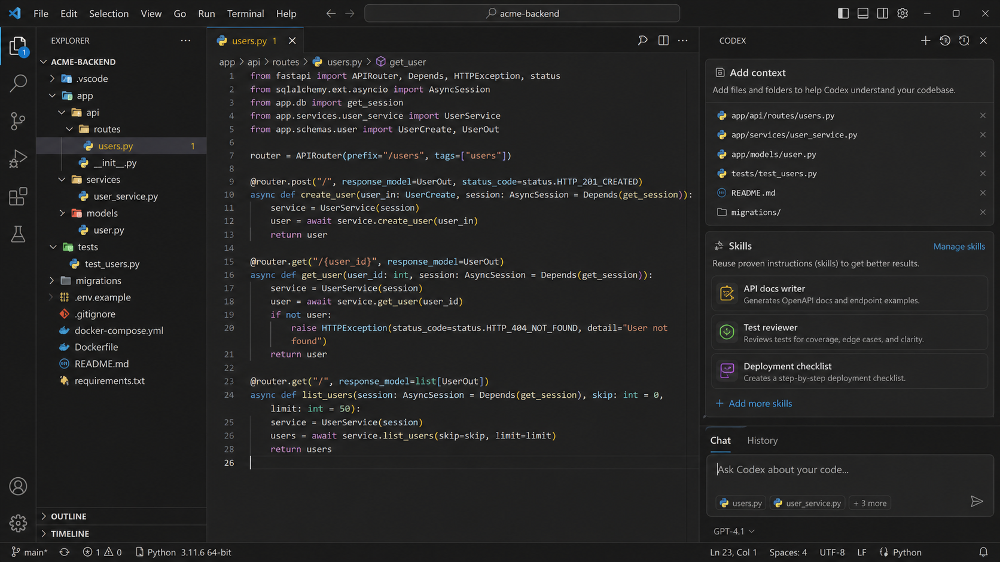 File Edit Selection View Go Run Terminal Help
acme-backend
EXPLORER
1
ACME-BACKEND
.vscode
app
api
routes
users.py 1
__init__.py
services
user_service.py
models
user.py
tests
test_users.py
migrations
.env.example
.gitignore
docker-compose.yml
Dockerfile
README.md
requirements.txt
OUTLINE
TIMELINE
users.py 1
app > api > routes > users.py > get_user
1 from fastapi import APIRouter, Depends, HTTPException, status
2 from sqlalchemy.ext.asyncio import AsyncSession
3 from app.db import get_session
4 from app.services.user_service import UserService
5 from app.schemas.user import UserCreate, UserOut
6
7 router = APIRouter(prefix="/users", tags=["users"])
8
9 @router.post("/", response_model=UserOut, status_code=status.HTTP_201_CREATED)
10 async def create_user(user_in: UserCreate, session: AsyncSession = Depends(get_session)):
11 service = UserService(session)
12 user = await service.create_user(user_in)
13 return user
14
15 @router.get("/{user_id}", response_model=UserOut)
16 async def get_user(user_id: int, session: AsyncSession = Depends(get_session)):
17 service = UserService(session)
18 user = await service.get_user(user_id)
19 if not user:
20 raise HTTPException(status_code=status.HTTP_404_NOT_FOUND, detail="User not
found")
21 return user
22
23 @router.get("/", response_model=list[UserOut])
24 async def list_users(session: AsyncSession = Depends(get_session), skip: int = 0,
limit: int = 50):
25 service = UserService(session)
26 users = await service.list_users(skip=skip, limit=limit)
28 return users
26
CODEX
Add context
Add files and folders to help Codex understand your codebase.
app/api/routes/users.py
app/services/user_service.py
app/models/user.py
tests/test_users.py
README.md
migrations/
Skills Manage skills
Reuse proven instructions (skills) to get better results.
API docs writer
Generates OpenAPI docs and endpoint examples.
Test reviewer
Reviews tests for coverage, edge cases, and clarity.
Deployment checklist
Creates a step-by-step deployment checklist.
+ Add more skills
Chat History
Ask Codex about your code...
users.py user_service.py + 3 more
GPT-4.1
main* 1 0 Python 3.11.6 64-bit
Ln 23, Col 1 Spaces: 4 UTF-8 LF Python